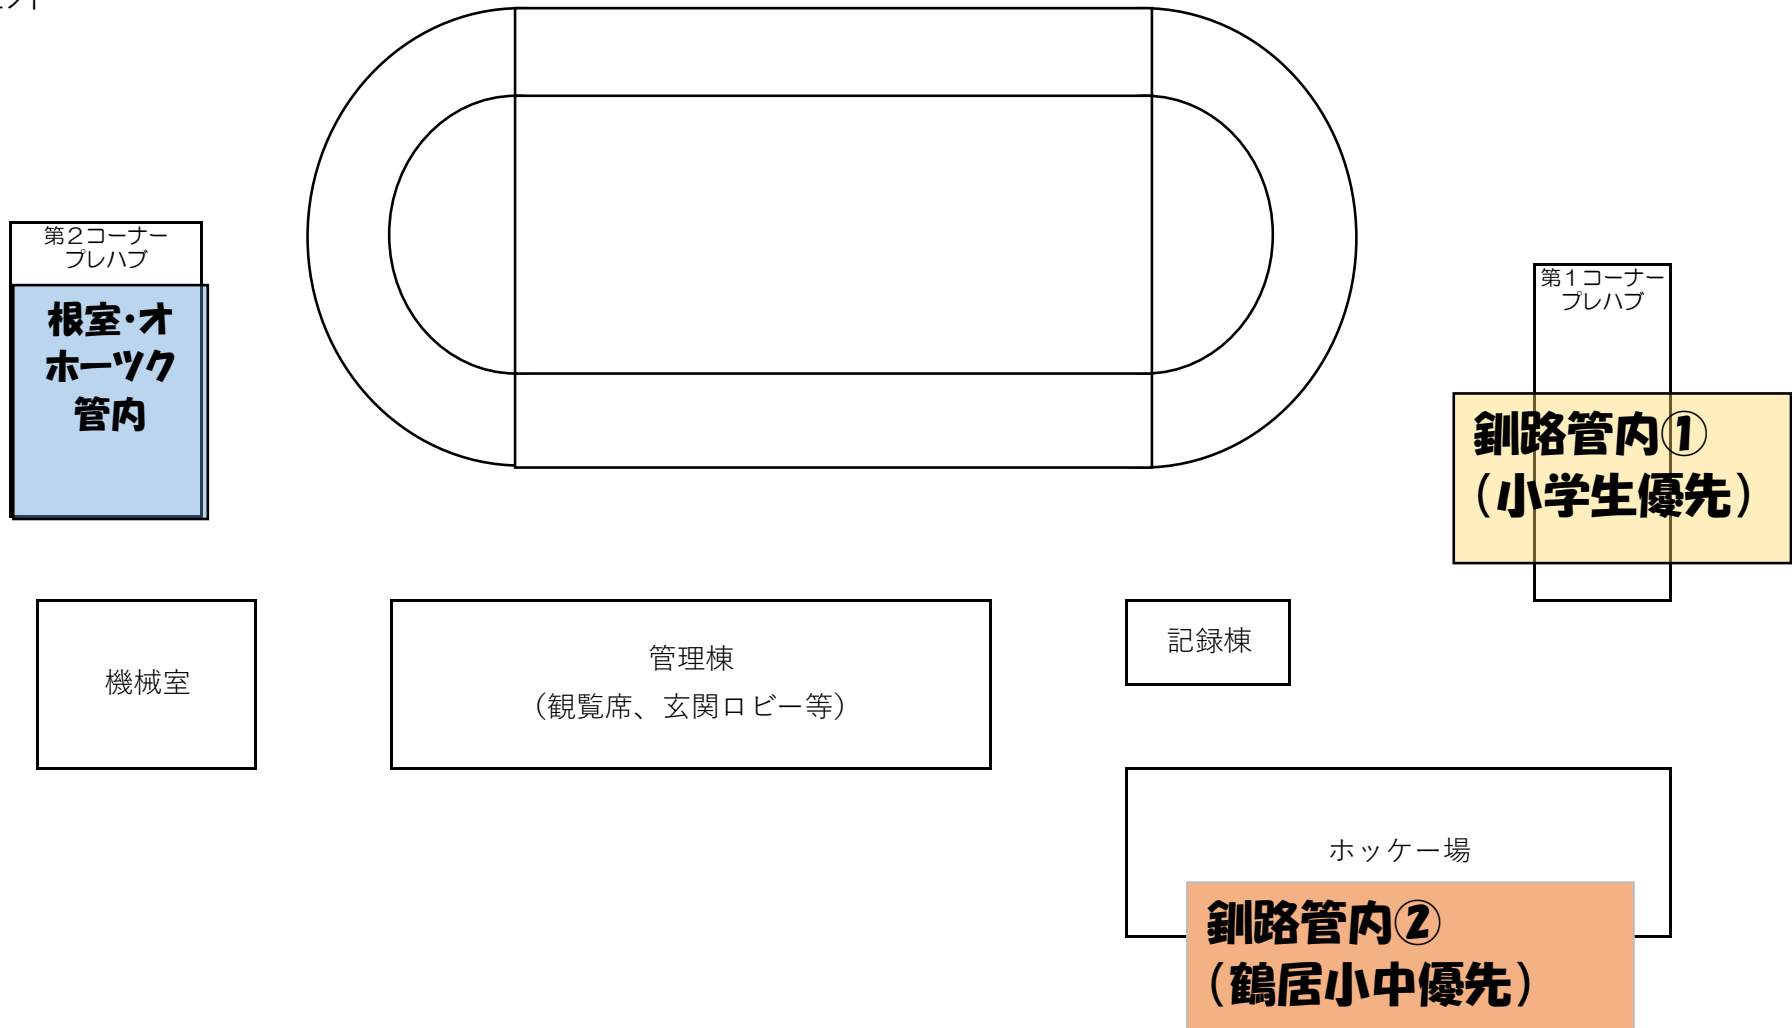 第２コーナー
プレハブ
根室・オ
ホーツク
管内
第１コーナー
プレハブ
釧路管内①
（小学生優先）
機械室
管理棟
（観覧席、玄関ロビー等）
記録棟
ホッケー場
釧路管内②
（鶴居小中優先）